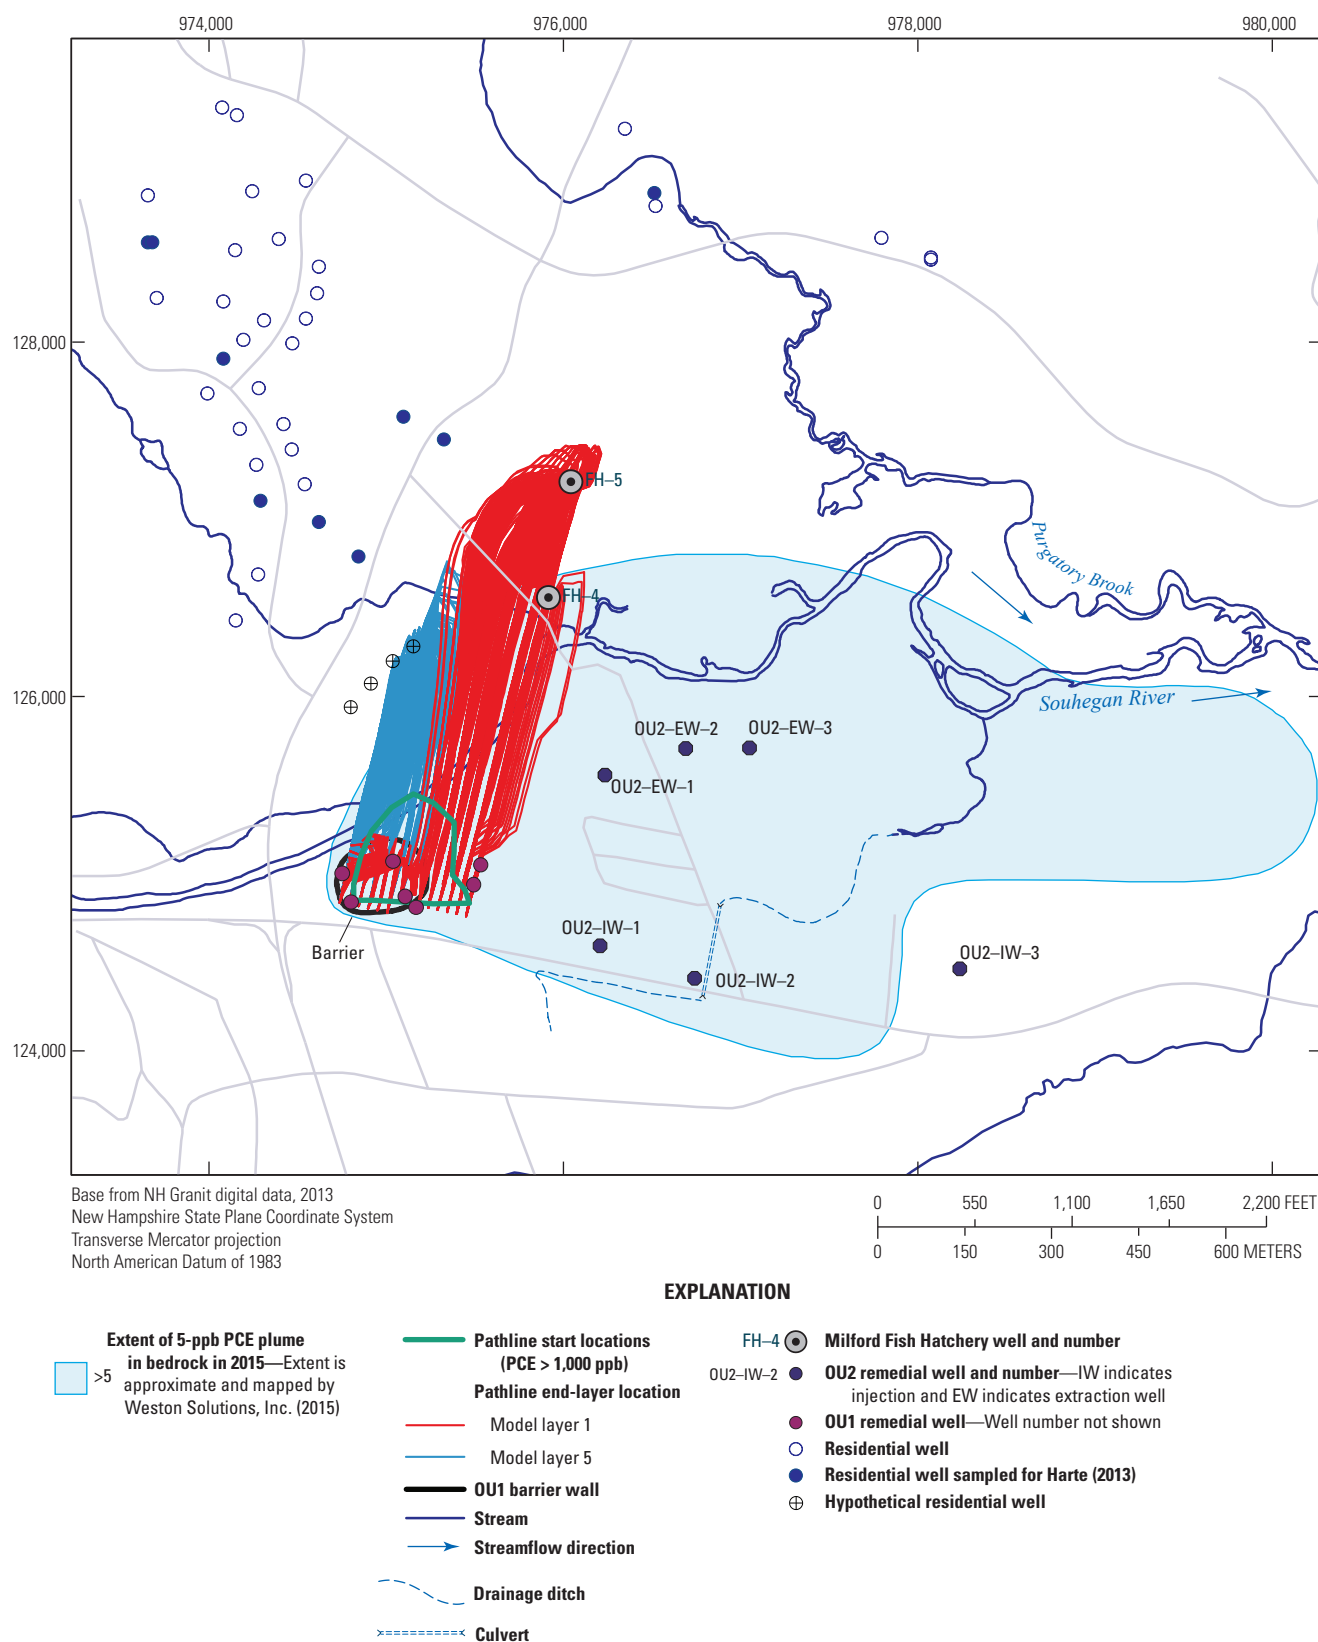 974,000
976,000
978,000
980,000
128,000
126,000
124,000
FH–5
FH–4
Purgatory Brook
Souhegan River
OU2–EW–2
OU2–EW–3
OU2–EW–1
OU2–IW–1
OU2–IW–2
OU2–IW–3
Barrier
Base from NH Granit digital data, 2013
New Hampshire State Plane Coordinate System
Transverse Mercator projection
North American Datum of 1983
0 550 1,100 1,650 2,200 FEET
0 150 300 450 600 METERS
EXPLANATION
Extent of 5-ppb PCE plume
in bedrock in 2015—Extent is
approximate and mapped by
Weston Solutions, Inc. (2015)
>5
Pathline start locations
(PCE > 1,000 ppb)
Pathline end-layer location
Model layer 1
Model layer 5
OU1 barrier wall
Stream
Streamflow direction
Drainage ditch
Culvert
FH–4 Milford Fish Hatchery well and number
OU2–IW–2 OU2 remedial well and number—IW indicates
injection and EW indicates extraction well
OU1 remedial well—Well number not shown
Residential well
Residential well sampled for Harte (2013)
Hypothetical residential well